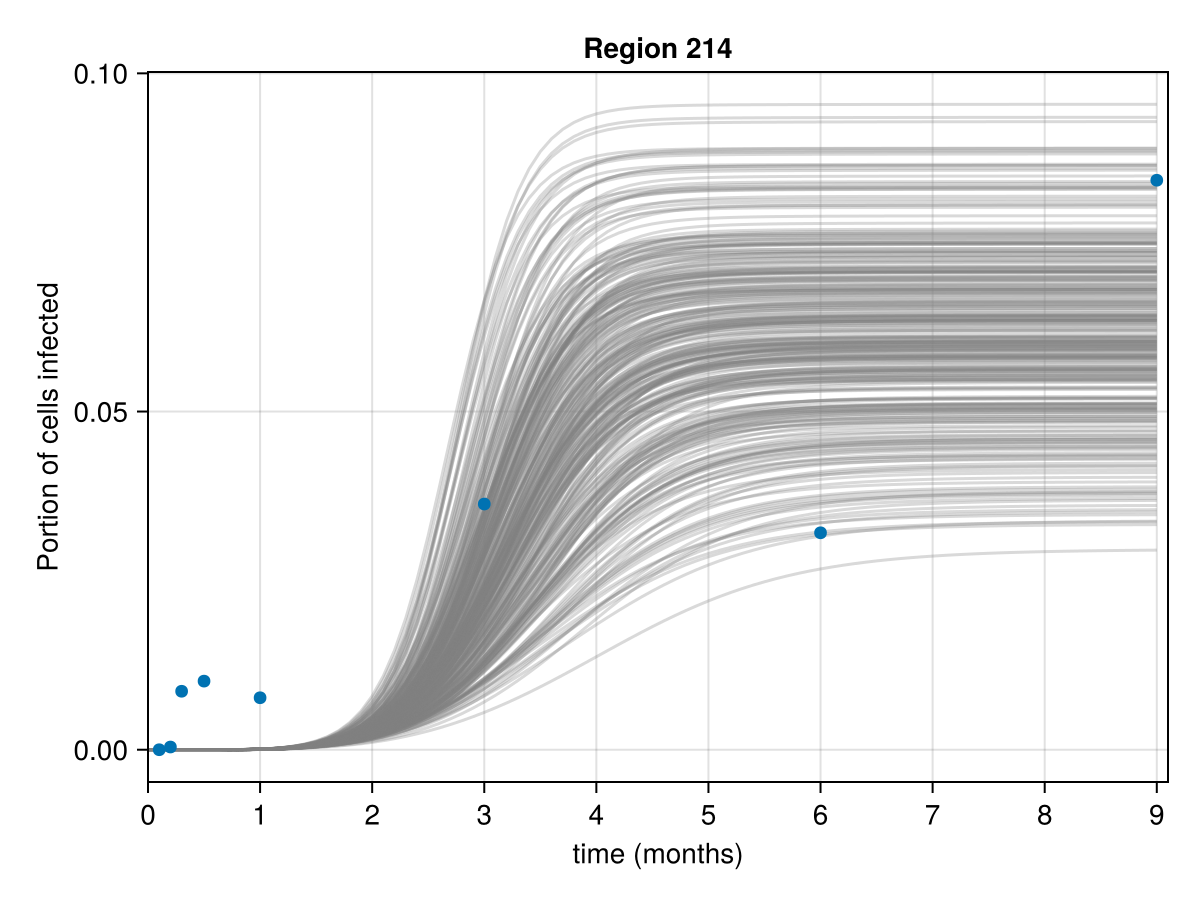 Region 214
0.10
0.05
0.00
Portion of cells infected
0 1 2 3 4 5 6 7 8 9
time (months)